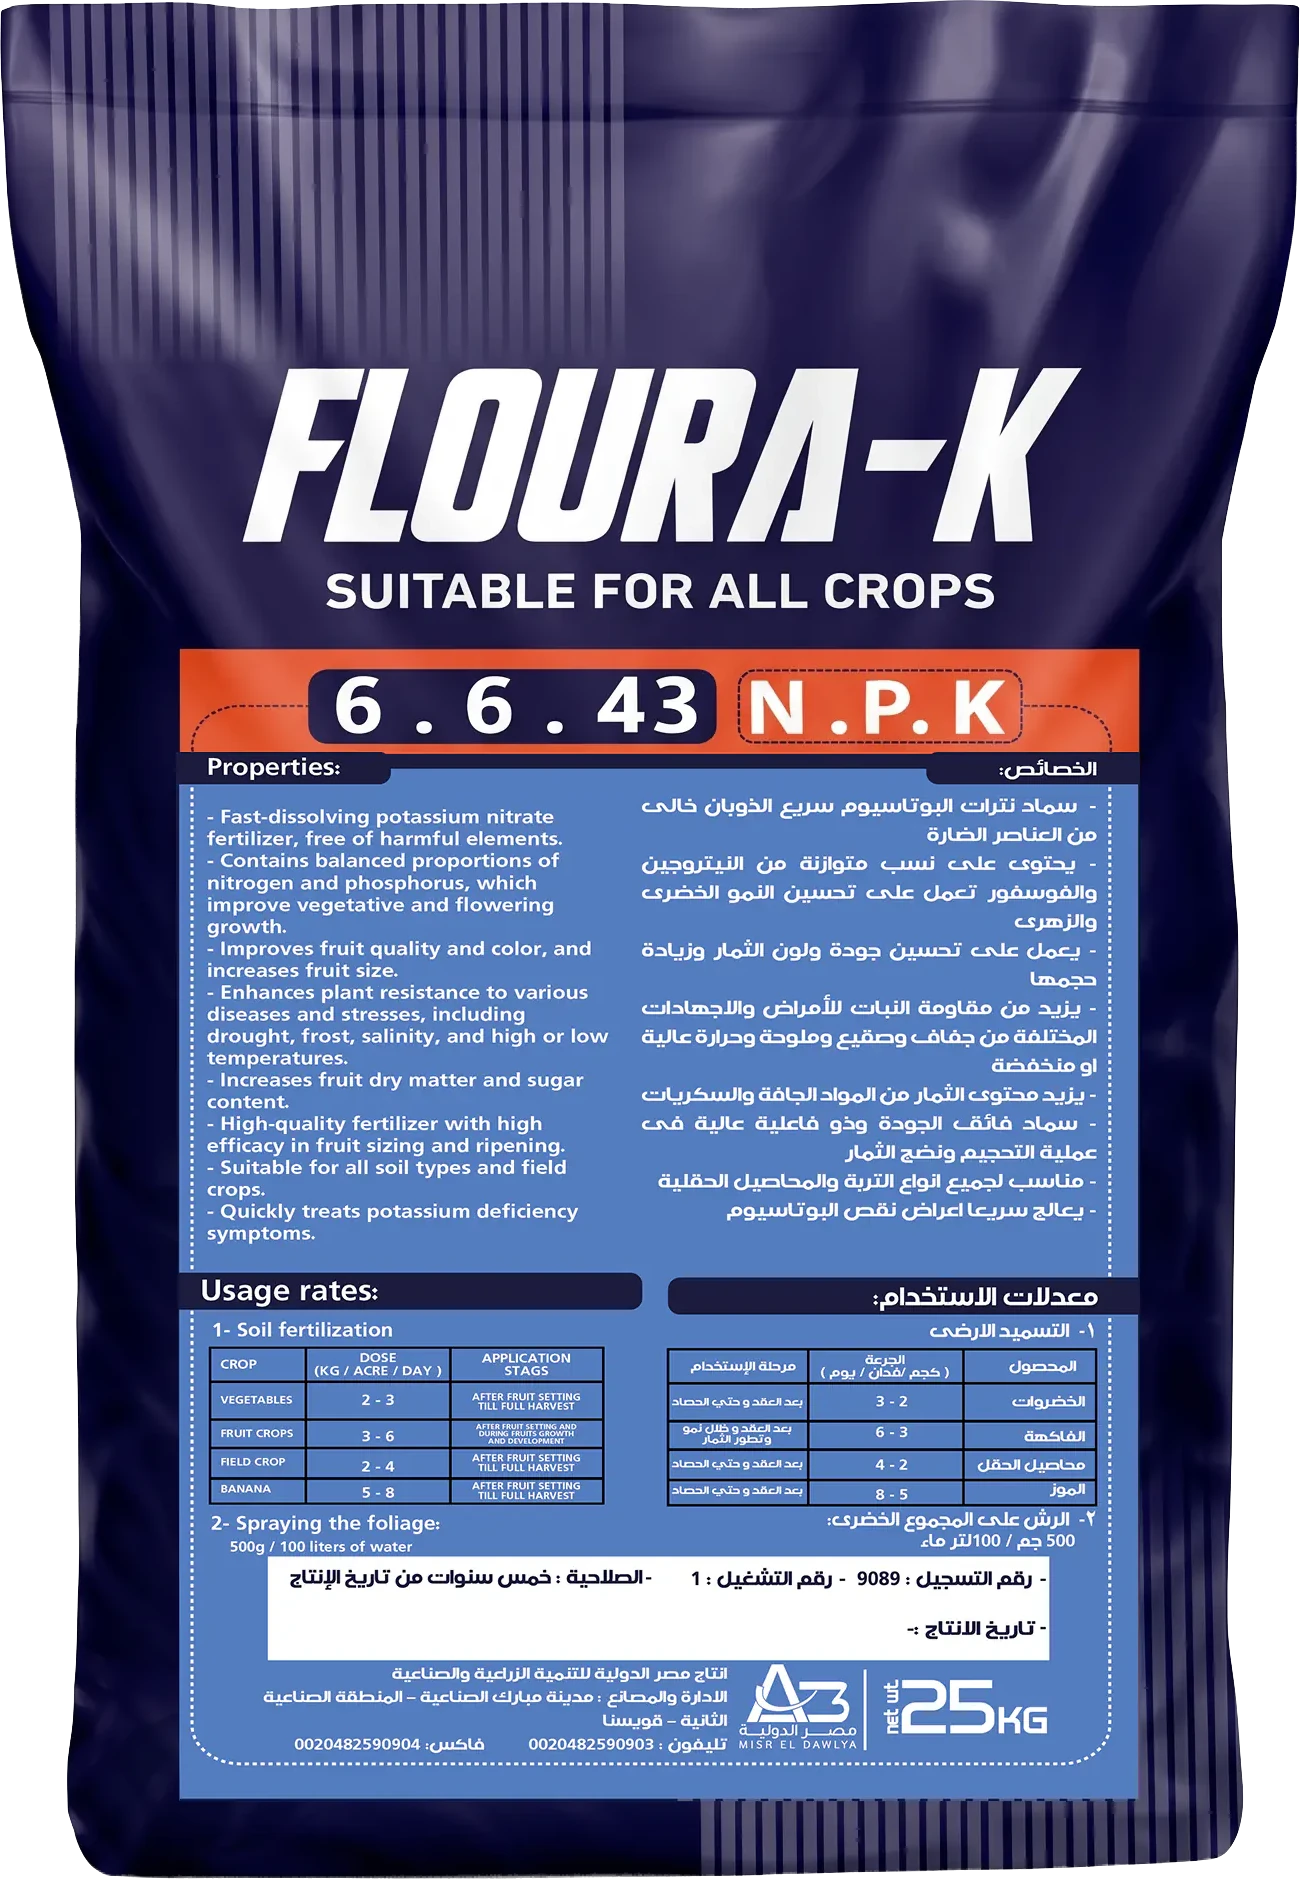 FLOURA-K
SUITABLE FOR ALL CROPS
6 . 6 . 43 N .P. K
Properties:
- Fast-dissolving potassium nitrate
fertilizer, free of harmful elements.
- Contains balanced proportions of
nitrogen and phosphorus, which
improve vegetative and flowering
growth.
- Improves fruit quality and color, and
increases fruit size.
- Enhances plant resistance to various
diseases and stresses, including
drought, frost, salinity, and high or low
temperatures.
- Increases fruit dry matter and sugar
content.
- High-quality fertilizer with high
efficacy in fruit sizing and ripening.
- Suitable for all soil types and field
crops.
- Quickly treats potassium deficiency
symptoms.
الخصائص:
- سماد نترات البوتاسيوم سريع الذوبان خالى
من العناصر الضارة
- يحتوى على نسب متوازنة من النيتروجين
والفوسفور تعمل على تحسين النمو الخضرى
والزهرى
- يعمل على تحسين جودة ولون الثمار وزيادة
حجمها
- يزيد من مقاومة النبات للأمراض والاجهادات
المختلفة من جفاف وصقيع وملوحة وحرارة عالية
او منخفضة
- يزيد محتوى الثمار من المواد الجافة والسكريات
- سماد فائق الجودة وذو فاعلية عالية فى
عملية التحجيم ونضج الثمار
- مناسب لجميع انواع التربة والمحاصيل الحقلية
- يعالج سريعا اعراض نقص البوتاسيوم
Usage rates:
1- Soil fertilization
CROP
DOSE
(KG / ACRE / DAY )
APPLICATION
STAGS
VEGETABLES
2 - 3
AFTER FRUIT SETTING
TILL FULL HARVEST
FRUIT CROPS
3 - 6
AFTER FRUIT SETTING AND
DURING FRUITS GROWTH
AND DEVELOPMENT
FIELD CROP
2 - 4
AFTER FRUIT SETTING
TILL FULL HARVEST
BANANA
5 - 8
AFTER FRUIT SETTING
TILL FULL HARVEST
2- Spraying the foliage:
500g / 100 liters of water
معدلات الاستخدام:
١- التسميد الارضى
المحصول
الجرعة
( كجم /فدان / يوم )
مرحلة الإستخدام
الخضروات
2 - 3
بعد العقد و حتي الحصاد
الفاكهة
3 - 6
بعد العقد و خلال نمو
وتطور الثمار
محاصيل الحقل
2 - 4
بعد العقد و حتي الحصاد
الموز
5 - 8
بعد العقد و حتي الحصاد
٢- الرش على المجموع الخضرى:
500 جم / 100لتر ماء
- رقم التسجيل : 9089 - رقم التشغيل : 1 -الصلاحية : خمس سنوات من تاريخ الإنتاج
- تاريخ الانتاج :-
انتاج مصر الدولية للتنمية الزراعية والصناعية
الادارة والمصانع : مدينة مبارك الصناعية – المنطقة الصناعية
الثانية – قويسنا
تليفون : 0020482590903 فاكس: 0020482590904
A3
مصر الدولية
MISR EL DAWLYA
net wt
25KG